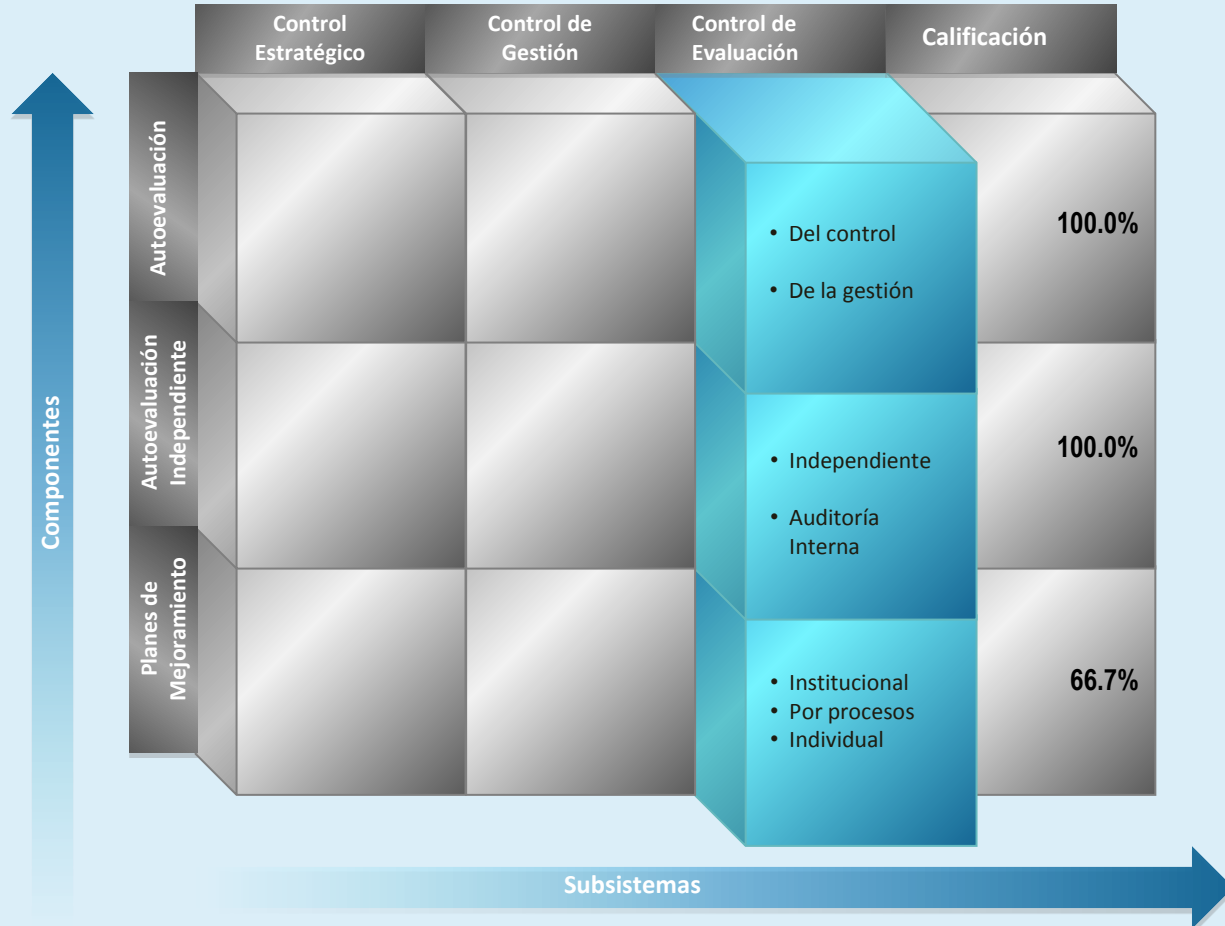 Control
Estratégico
Control de
Gestión
Control de
Evaluación
Calificación
Componentes
Autoevaluación
• Del control
• De la gestión
100.0%
Autoevaluación
Independiente
• Independiente
• Auditoría
Interna
100.0%
Planes de
Mejoramiento
• Institucional
• Por procesos
• Individual
66.7%
Subsistemas